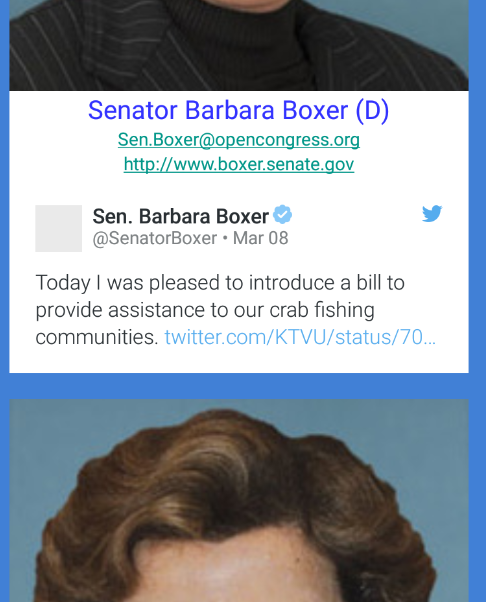 Senator Barbara Boxer (D)
Sen.Boxer@opencongress.org
http://www.boxer.senate.gov
Sen. Barbara Boxer
@SenatorBoxer • Mar 08
Today I was pleased to introduce a bill to
provide assistance to our crab fishing
communities. twitter.com/KTVU/status/70...